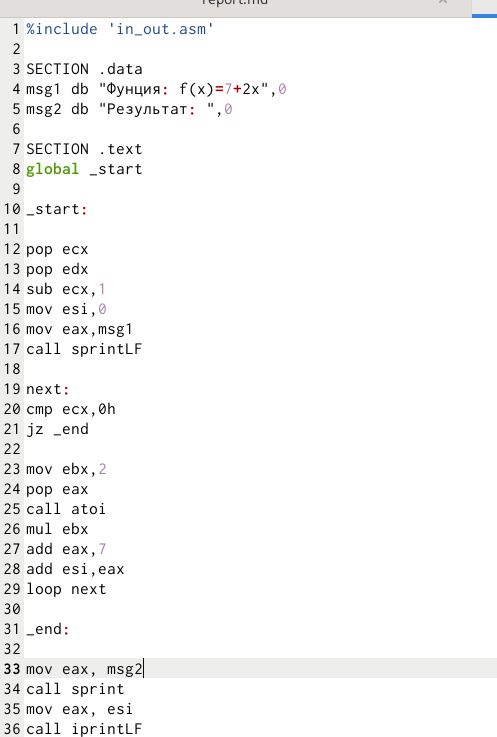 report.md
1 %include 'in_out.asm'
2
3 SECTION .data
4 msg1 db "Фунция: f(x)=7+2x",0
5 msg2 db "Результат: ",0
6
7 SECTION .text
8 global _start
9
10 _start:
11
12 pop ecx
13 pop edx
14 sub ecx,1
15 mov esi,0
16 mov eax,msg1
17 call sprintLF
18
19 next:
20 cmp ecx,0h
21 jz _end
22
23 mov ebx,2
24 pop eax
25 call atoi
26 mul ebx
27 add eax,7
28 add esi,eax
29 loop next
30
31 _end:
32
33 mov eax, msg2
34 call sprint
35 mov eax, esi
36 call iprintLF